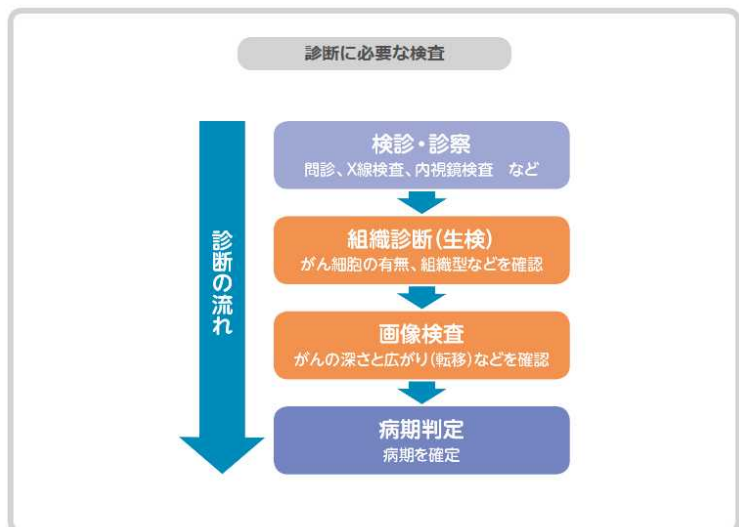 診断に必要な検査
診断の流れ
検診・診察
問診、X線検査、内視鏡検査　など
組織診断(生検)
がん細胞の有無、組織型などを確認
画像検査
がんの深さと広がり(転移)などを確認
病期判定
病期を確定